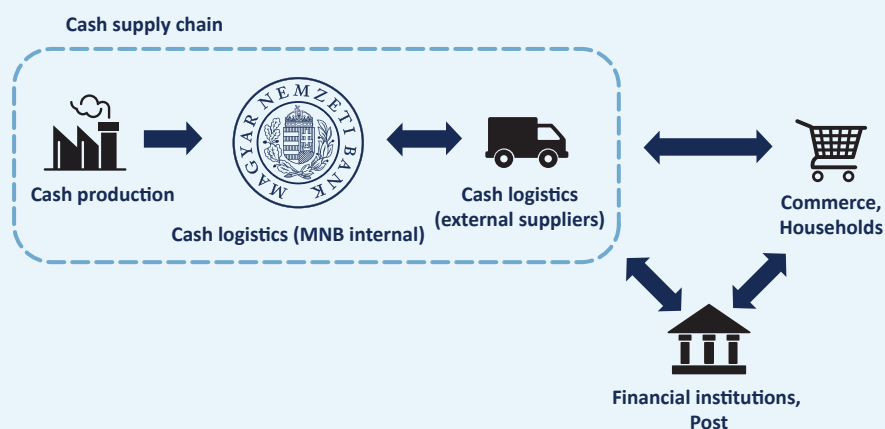 Cash supply chain
MAGYAR NEMZETI BANK
Cash production
Cash logistics (MNB internal)
Cash logistics
(external suppliers)
Commerce,
Households
Financial institutions,
Post